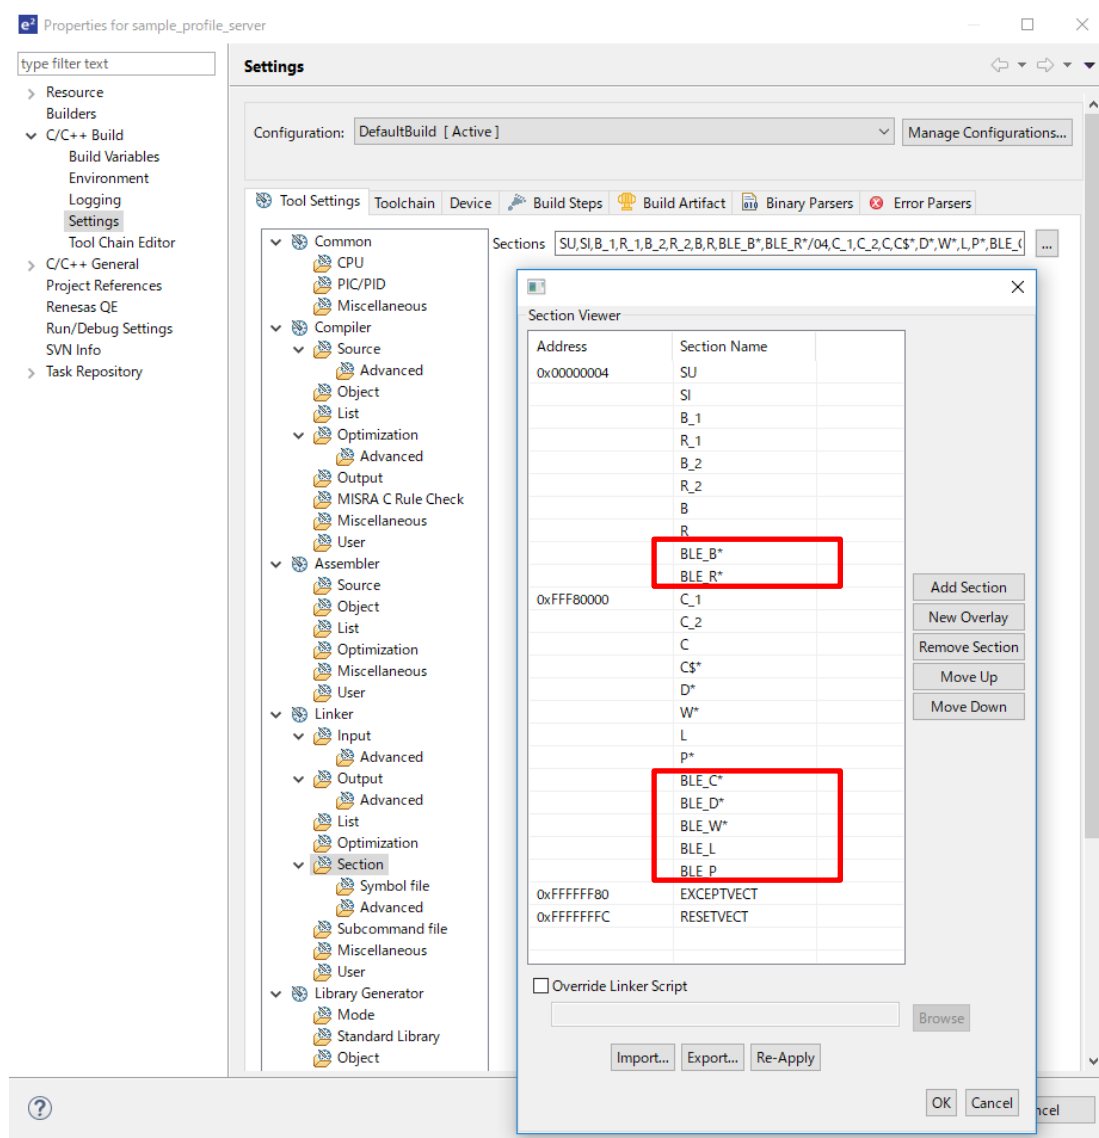 e² Properties for sample_profile_server
type filter text
Resource
Builders
C/C++ Build
Build Variables
Environment
Logging
Settings
Tool Chain Editor
C/C++ General
Project References
Renesas QE
Run/Debug Settings
SVN Info
Task Repository
Settings
Configuration: DefaultBuild [ Active ] Manage Configurations...
Tool Settings Toolchain Device Build Steps Build Artifact Binary Parsers Error Parsers
Common
CPU
PIC/PID
Miscellaneous
Compiler
Source
Advanced
Object
List
Optimization
Advanced
Output
MISRA C Rule Check
Miscellaneous
User
Assembler
Source
Object
List
Optimization
Miscellaneous
User
Linker
Input
Advanced
Output
Advanced
List
Optimization
Section
Symbol file
Advanced
Subcommand file
Miscellaneous
User
Library Generator
Mode
Standard Library
Object
Sections SU,SI,B_1,R_1,B_2,R_2,B,R,BLE_B*,BLE_R*/04,C_1,C_2,C,C$*,D*,W*,L,P*,BLE_( ...
Section Viewer
Address Section Name
0x00000004 SU
SI
B_1
R_1
B_2
R_2
B
R
BLE_B*
BLE_R*
0xFFF80000 C_1
C_2
C
C$*
D*
W*
L
P*
BLE_C*
BLE_D*
BLE_W*
BLE_L
BLE_P
0xFFFFFF80 EXCEPTVECT
0xFFFFFFFC RESETVECT
Add Section
New Overlay
Remove Section
Move Up
Move Down
Override Linker Script
Browse
Import... Export... Re-Apply
OK Cancel
?
ncel